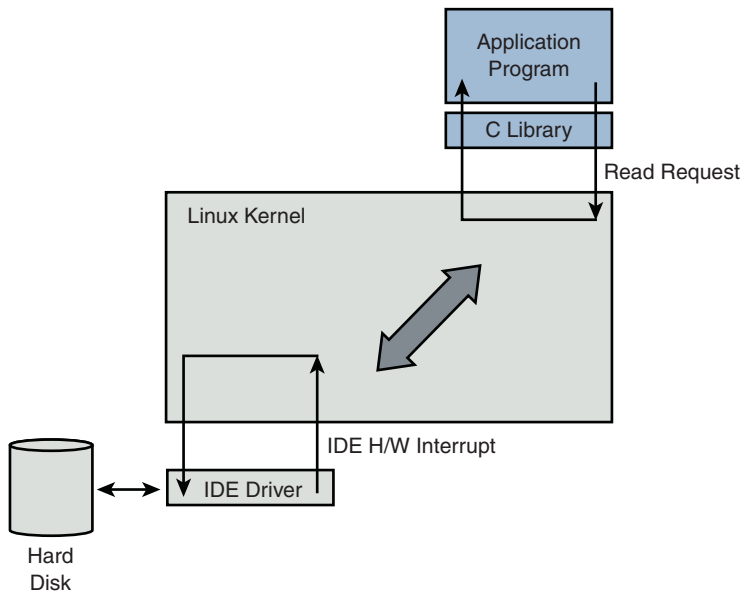 Application
Program
C Library
Read Request
Linux Kernel
IDE H/W Interrupt
IDE Driver
Hard
Disk